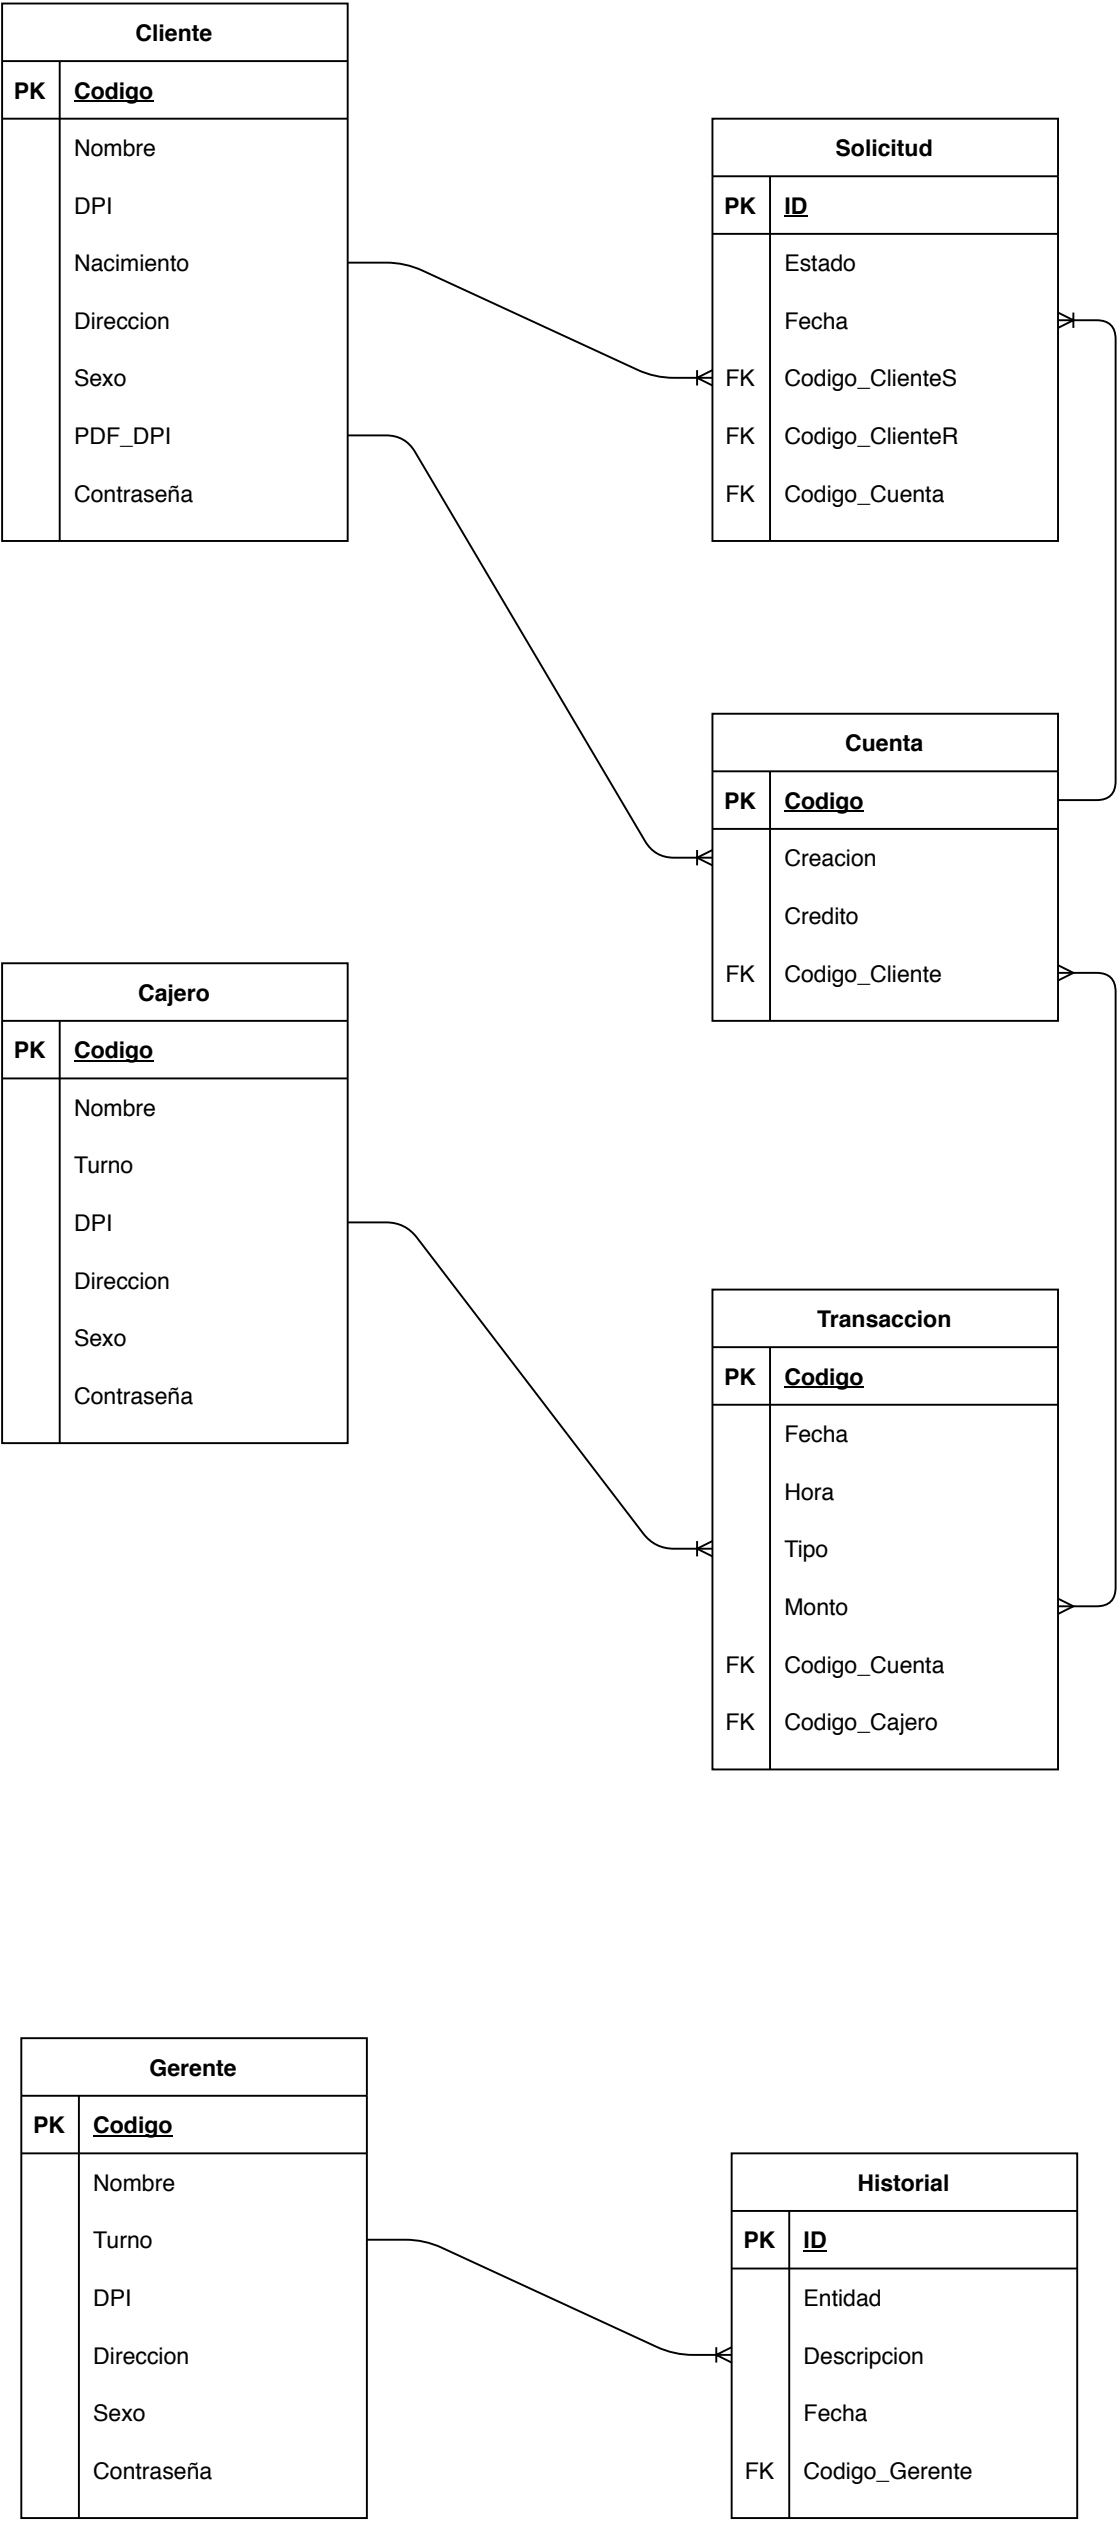 Cliente
PK Codigo
Nombre
DPI
Nacimiento
Direccion
Sexo
PDF_DPI
Contraseña
Solicitud
PK ID
Estado
Fecha
FK Codigo_ClienteS
FK Codigo_ClienteR
FK Codigo_Cuenta
Cuenta
PK Codigo
Creacion
Credito
FK Codigo_Cliente
Cajero
PK Codigo
Nombre
Turno
DPI
Direccion
Sexo
Contraseña
Transaccion
PK Codigo
Fecha
Hora
Tipo
Monto
FK Codigo_Cuenta
FK Codigo_Cajero
Gerente
PK Codigo
Nombre
Turno
DPI
Direccion
Sexo
Contraseña
Historial
PK ID
Entidad
Descripcion
Fecha
FK Codigo_Gerente